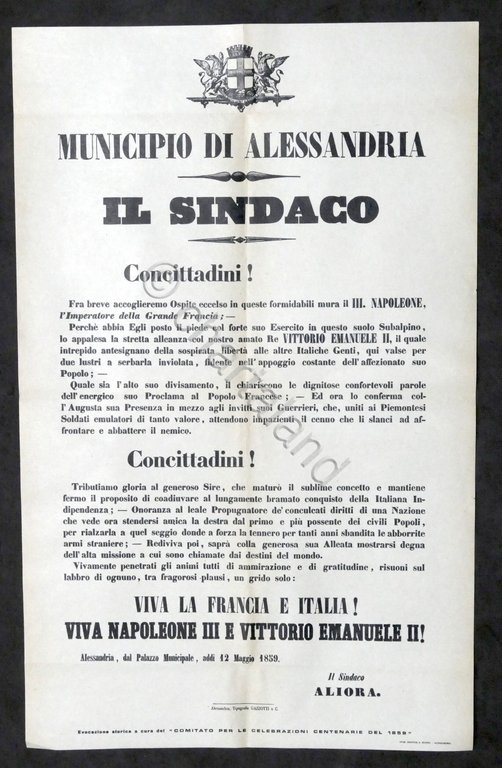 MUNICIPIO DI ALESSANDRIA
IL SINDACO
Concittadini !
Fra breve accoglieremo Ospite eccelso in queste formidabili mura il III. NAPOLEONE,
l'Imperatore della Grande Francia; —
Perchè abbia Egli posto il piede col forte suo Esercito in questo suolo Subalpino,
lo appalesa la stretta alleanza col nostro amato Re VITTORIO EMANUELE II, il quale
intrepido antesignano della sospirata libertà alle altre Italiche Genti, qui valse per
due lustri a serbarla inviolata, fidente nell'appoggio costante dell'affezionato suo
Popolo; —
Quale sia l'alto suo divisamento, il chiariscono le dignitose confortevoli parole
dell'energico suo Proclama al Popolo Francese; — Ed ora lo conferma col-
l'Augusta sua Presenza in mezzo agli invitti suoi Guerrieri, che, uniti ai Piemontesi
Soldati emulatori di tanto valore, attendono impazienti il cenno che li slanci ad af-
frontare e abbattere il nemico.
Concittadini !
Tributiamo gloria al generoso Sire, che maturò il sublime concetto e mantiene
fermo il proposito di coadiuvare al lungamente bramato conquisto della Italiana In-
dipendenza; — Onoranza al leale Propugnatore de' conculcati diritti di una Nazione
che vede ora stendersi amica la destra dal primo e più possente dei civili Popoli,
per rialzarla a quel seggio donde a forza la tennero per tanti anni sbandita le abborrite
armi straniere; — Rediviva poi, saprà colla generosa sua Alleata mostrarsi degna
dell'alta missione a cui sono chiamate dai destini del mondo.
Vivamente penetrati gli animi tutti di ammirazione e di gratitudine, risuoni sul
labbro di ognuno, tra fragorosi plausi, un grido solo:
VIVA LA FRANCIA E ITALIA !
VIVA NAPOLEONE III E VITTORIO EMANUELE II!
Alessandria, dal Palazzo Municipale, addì 12 Maggio 1859.
Il Sindaco
ALIORA.
Alessandria, Tipografia GAZZOTTI e C.
Evocazione storica a cura del "COMITATO PER LE CELEBRAZIONI CENTENARIE DEL 1859"
© chartaland